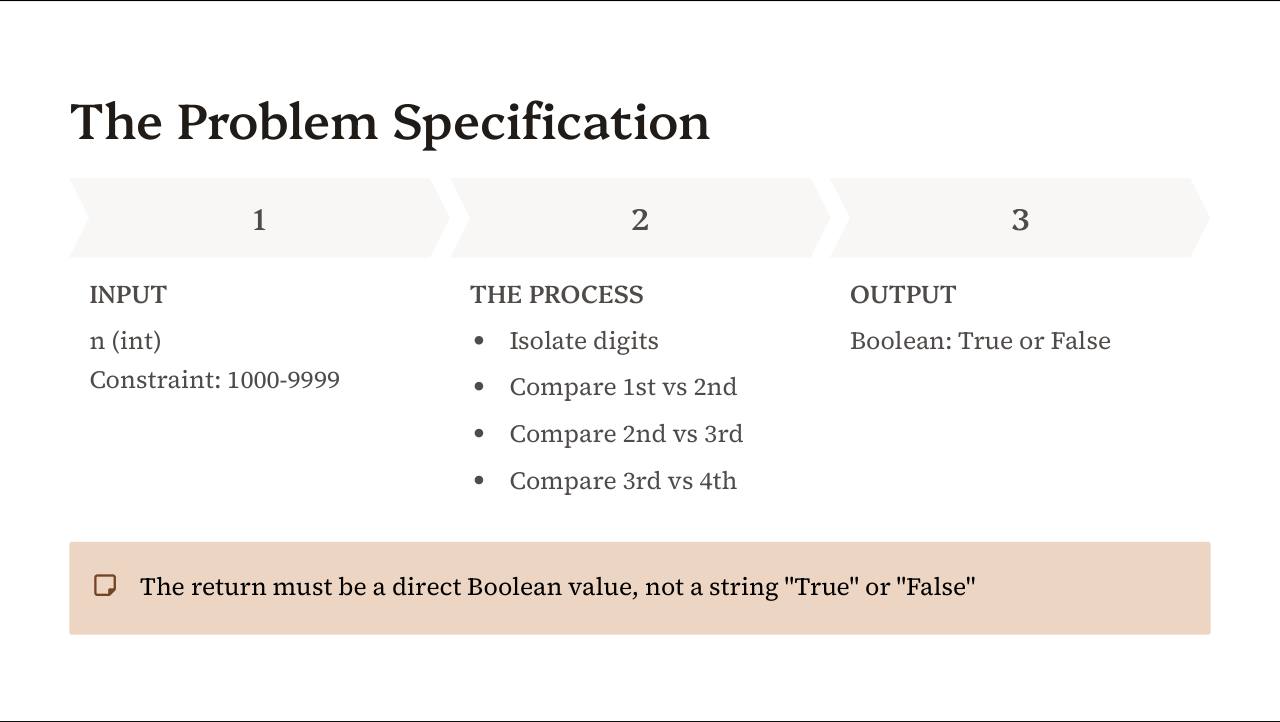 The Problem Specification
1
2
3
INPUT
n (int)
Constraint: 1000-9999
THE PROCESS
• Isolate digits
• Compare 1st vs 2nd
• Compare 2nd vs 3rd
• Compare 3rd vs 4th
OUTPUT
Boolean: True or False
The return must be a direct Boolean value, not a string "True" or "False"